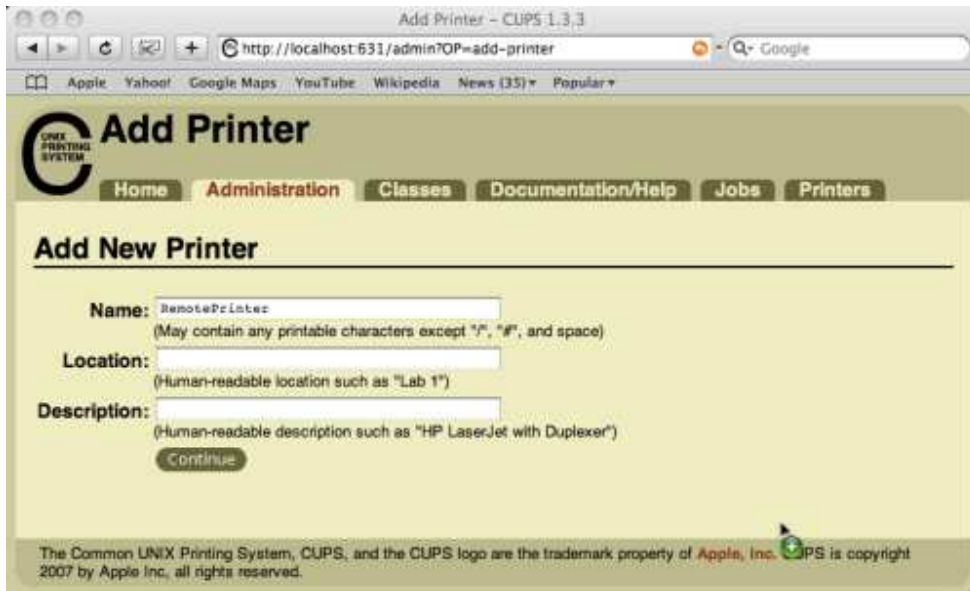 Add Printer – CUPS 1.3.3
http://localhost:631/admin?OP=add-printer
Google
Apple Yahoo! Google Maps YouTube Wikipedia News (35) Popular
UNIX
PRINTING
SYSTEM
Add Printer
Home Administration Classes Documentation/Help Jobs Printers
Add New Printer
Name: RemotePrinter
(May contain any printable characters except "/", "#", and space)
Location:
(Human-readable location such as "Lab 1")
Description:
(Human-readable description such as "HP LaserJet with Duplexer")
Continue
The Common UNIX Printing System, CUPS, and the CUPS logo are the trademark property of Apple, Inc. PS is copyright
2007 by Apple Inc, all rights reserved.